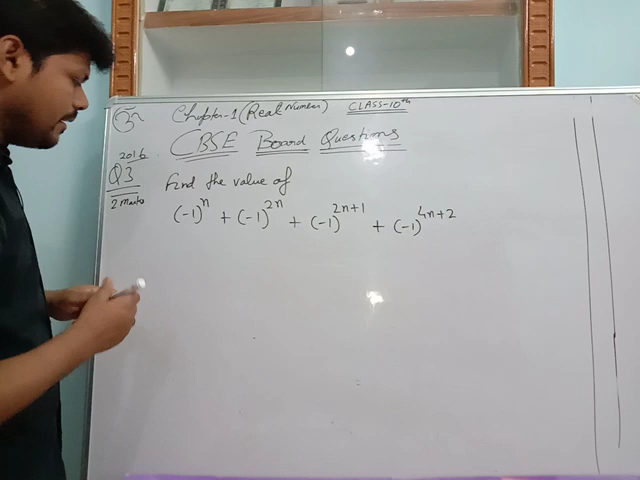 Chapter-1 (Real Number) CLASS-10th
CBSE Board Questions
2016
Q3 Find the value of
2 Marks
(-1)^n + (-1)^2n + (-1)^2n+1 + (-1)^4n+2